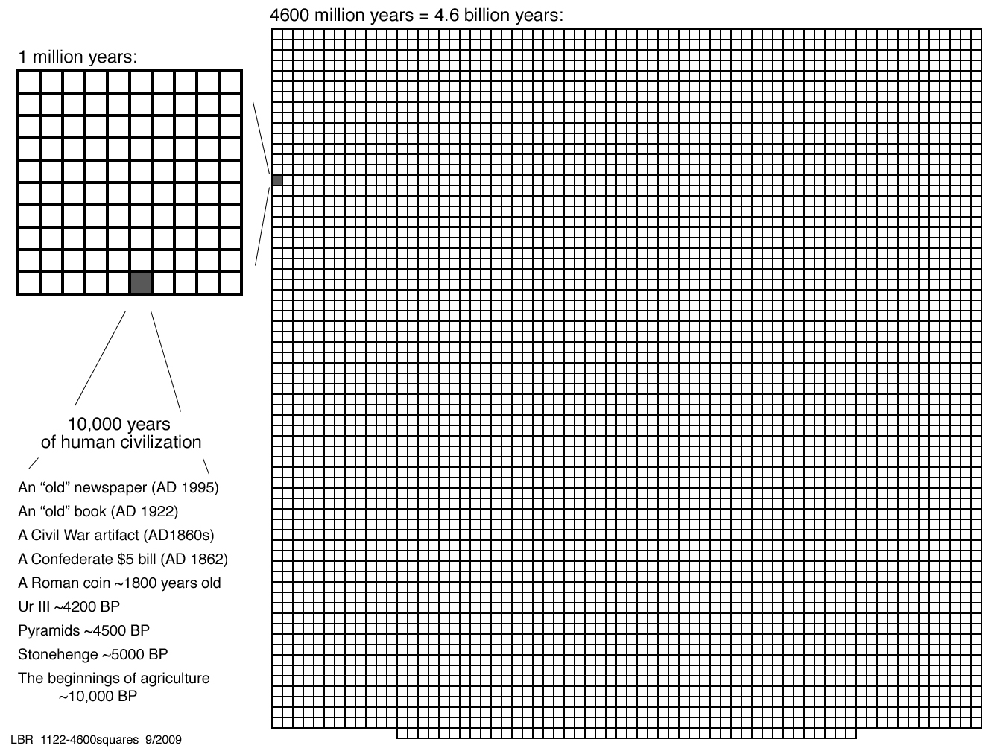 4600 million years = 4.6 billion years:
1 million years:
10,000 years
of human civilization
An “old” newspaper (AD 1995)
An “old” book (AD 1922)
A Civil War artifact (AD1860s)
A Confederate $5 bill (AD 1862)
A Roman coin ~1800 years old
Ur III ~4200 BP
Pyramids ~4500 BP
Stonehenge ~5000 BP
The beginnings of agriculture
~10,000 BP
LBR 1122-4600squares 9/2009